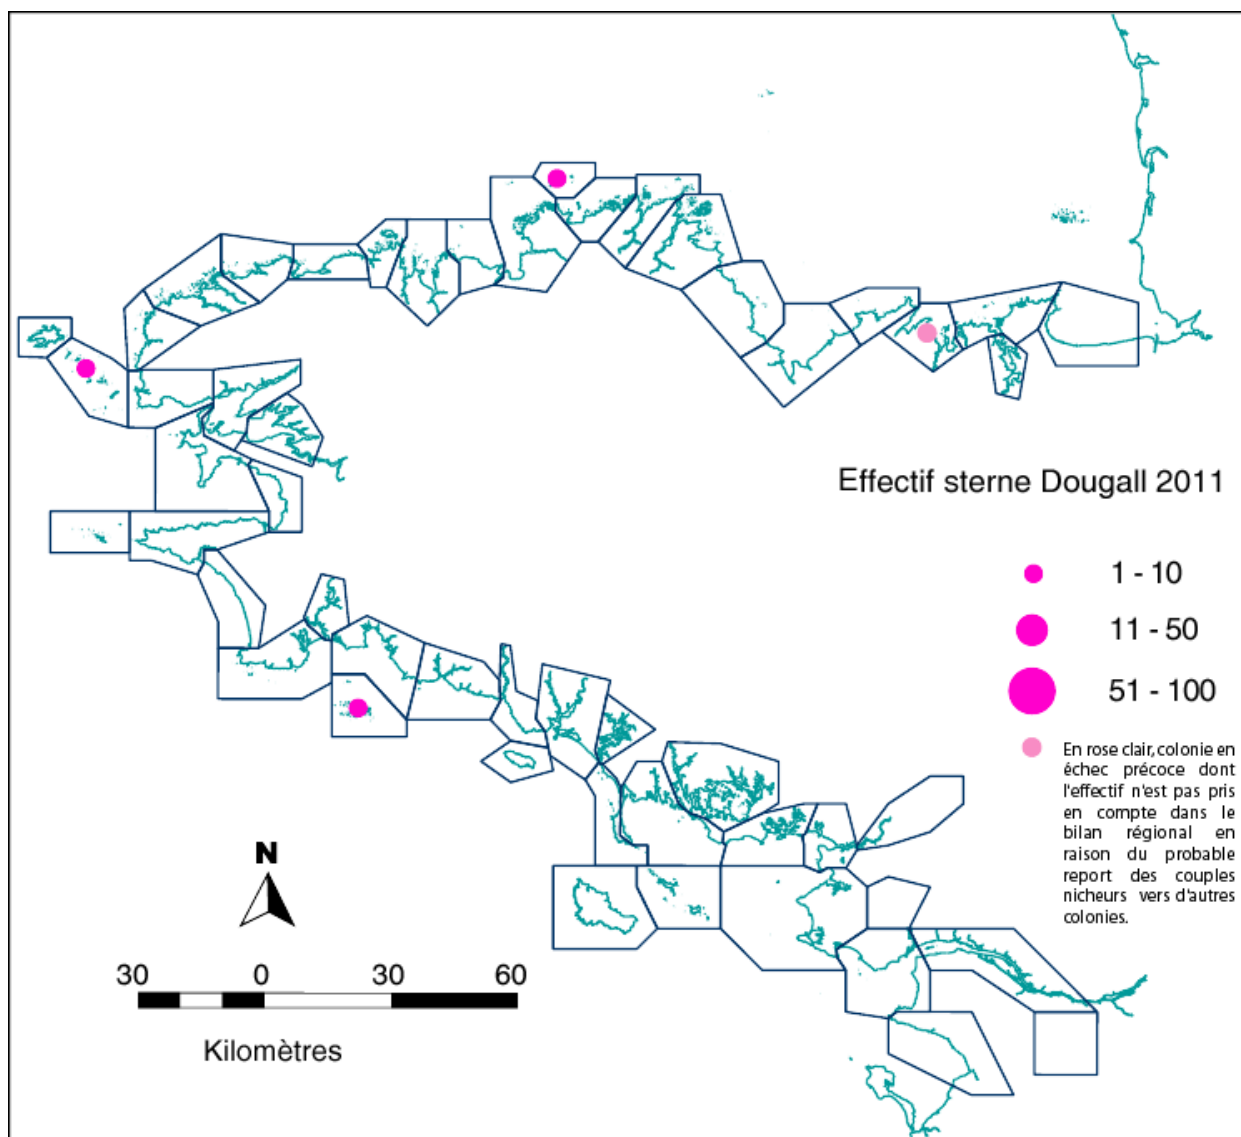 Effectif sterne Dougall 2011
1 - 10
11 - 50
51 - 100
En rose clair, colonie en
échec précoce dont
l'effectif n'est pas pris
en compte dans le
bilan régional en
raison du probable
report des couples
nicheurs vers d'autres
colonies.
N
30 0 30 60
Kilomètres